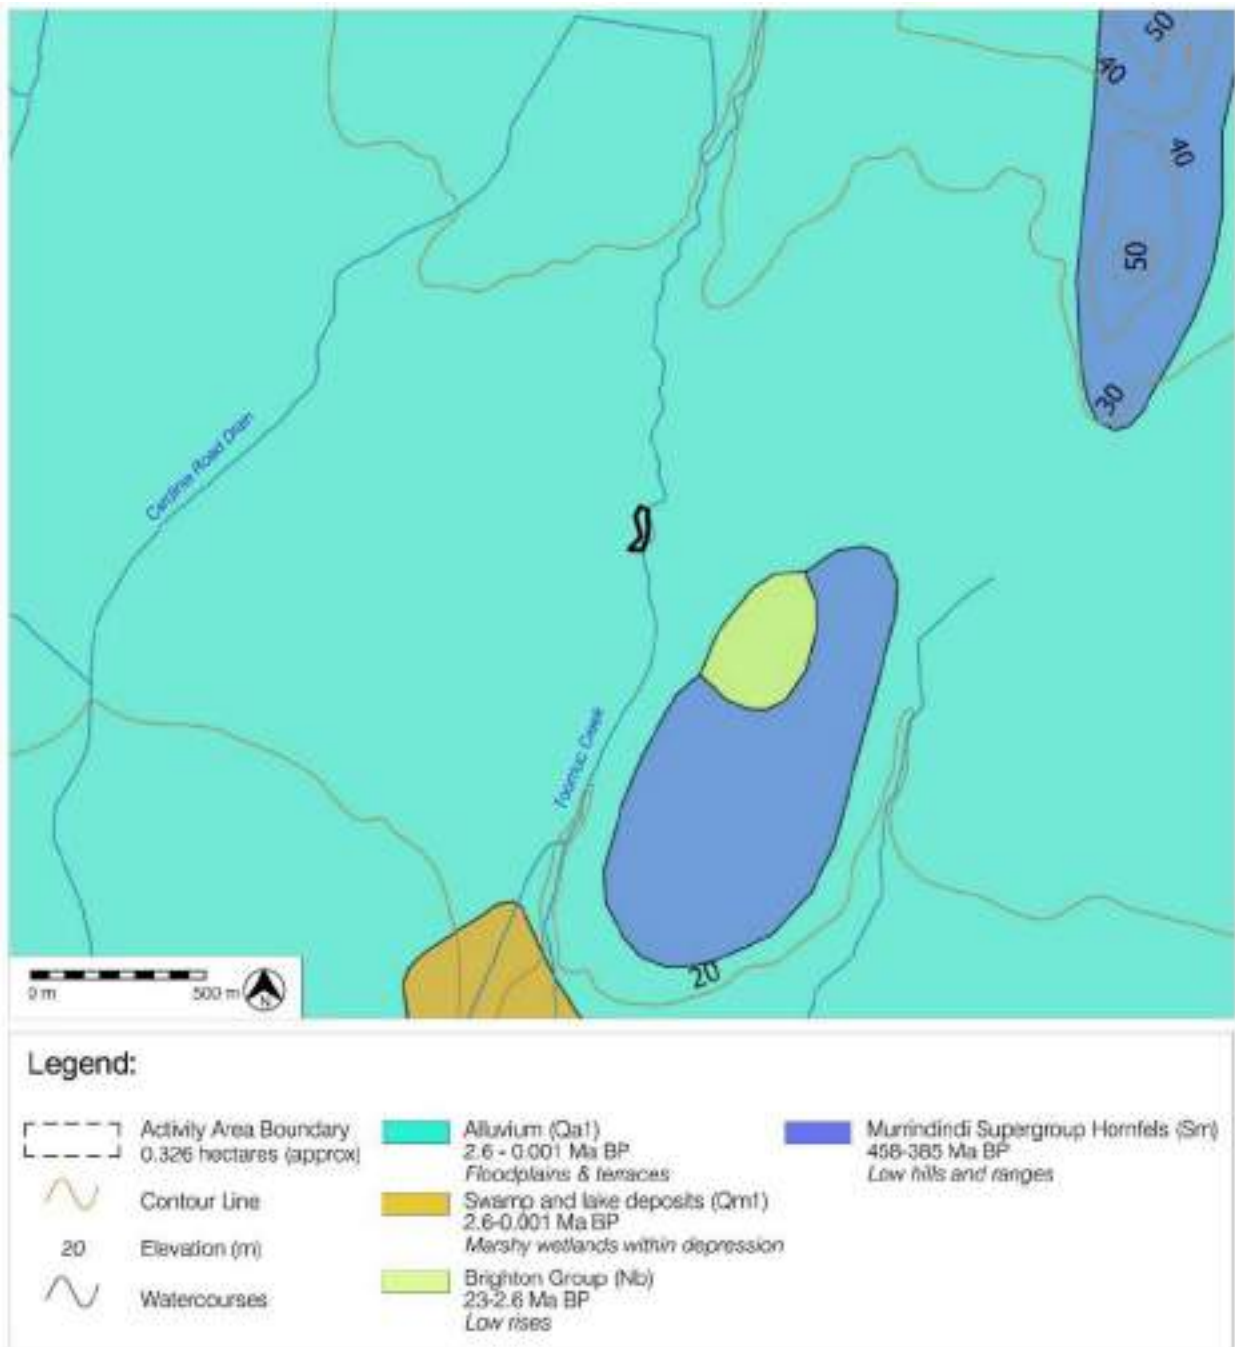 50
40
40
50
30
Cardinia Road Drain
Toomuc Creek
20
0 m 500 m
N
Legend:
Activity Area Boundary
0.326 hectares (approx)
Contour Line
20 Elevation (m)
Watercourses
Alluvium (Qa1)
2.6 - 0.001 Ma BP
Floodplains & terraces
Swamp and lake deposits (Qm1)
2.6-0.001 Ma BP
Marshy wetlands within depression
Brighton Group (Nb)
23-2.6 Ma BP
Low rises
Murrindindi Supergroup Hornfels (Sm)
458-385 Ma BP
Low hills and ranges